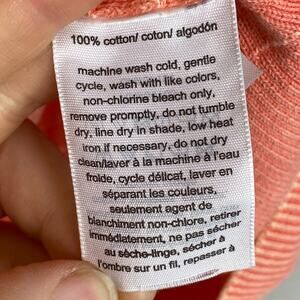 100% cotton/ coton/ algodón
machine wash cold, gentle
cycle, wash with like colors,
non-chlorine bleach only,
remove promptly, do not tumble
dry, line dry in shade, low heat
iron if necessary, do not dry
clean/laver à la machine à l'eau
froide, cycle délicat, laver en
séparant les couleurs,
seulement agent de
blanchiment non-chlore, retirer
immédiatement, ne pas sécher
au sèche-linge, sécher à
l'ombre sur un fil, repasser à